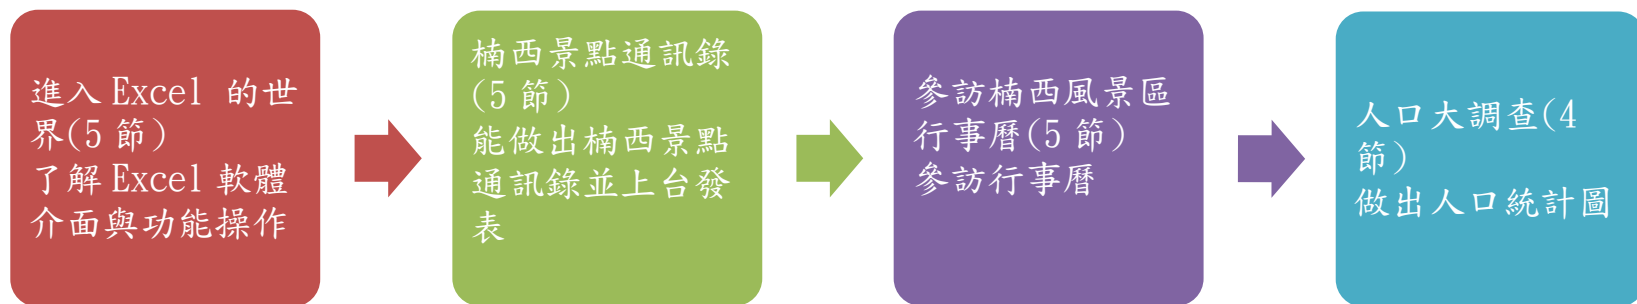 進入 Excel 的世
界(5 節)
了解 Excel 軟體
介面與功能操作
楠西景點通訊錄
(5 節)
能做出楠西景點
通訊錄並上台發
表
參訪楠西風景區
行事曆(5 節)
參訪行事曆
人口大調查(4
節)
做出人口統計圖